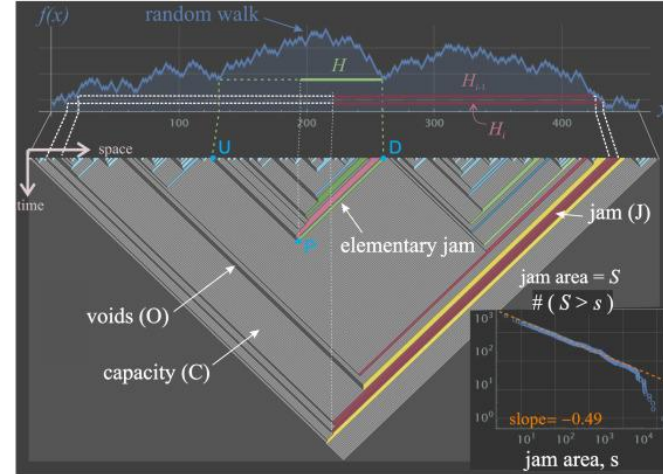 f(x)
random walk
H
H_{i-1}
H_i
100
200
300
400
space
U
D
time
P
elementary jam
jam (J)
voids (O)
capacity (C)
jam area = S
# ( S > s )
10^3
10^2
10^1
10^0
slope= −0.49
10^1
10^2
10^3
10^4
jam area, s